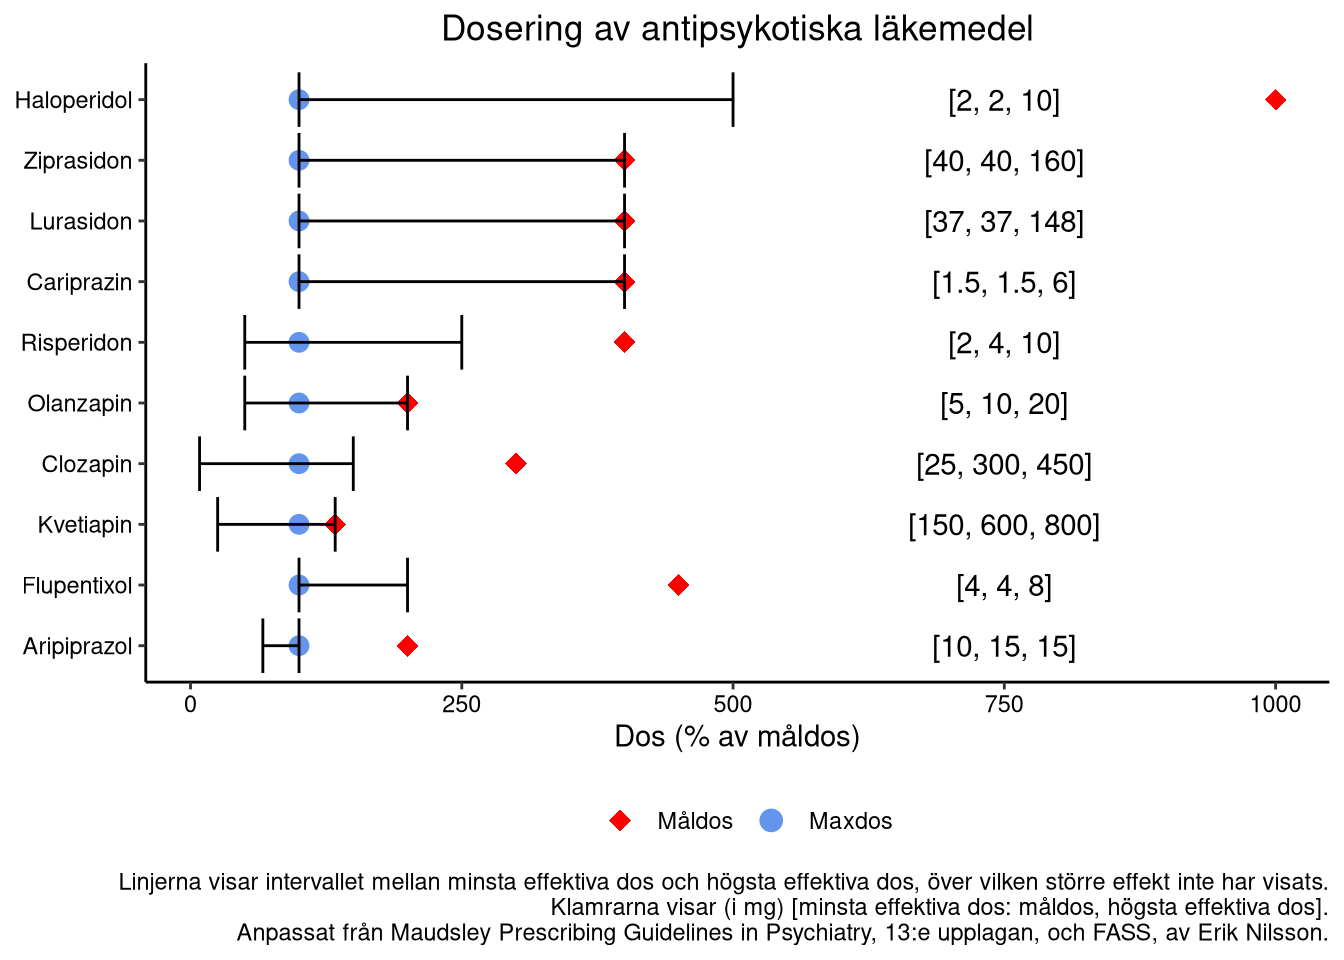 Dosering av antipsykotiska läkemedel
Haloperidol [2, 2, 10]
Ziprasidon [40, 40, 160]
Lurasidon [37, 37, 148]
Cariprazin [1.5, 1.5, 6]
Risperidon [2, 4, 10]
Olanzapin [5, 10, 20]
Clozapin [25, 300, 450]
Kvetiapin [150, 600, 800]
Flupentixol [4, 4, 8]
Aripiprazol [10, 15, 15]
0 250 500 750 1000
Dos (% av måldos)
Måldos Maxdos
Linjerna visar intervallet mellan minsta effektiva dos och högsta effektiva dos, över vilken större effekt inte har visats.
Klamrarna visar (i mg) [minsta effektiva dos: måldos, högsta effektiva dos].
Anpassat från Maudsley Prescribing Guidelines in Psychiatry, 13:e upplagan, och FASS, av Erik Nilsson.